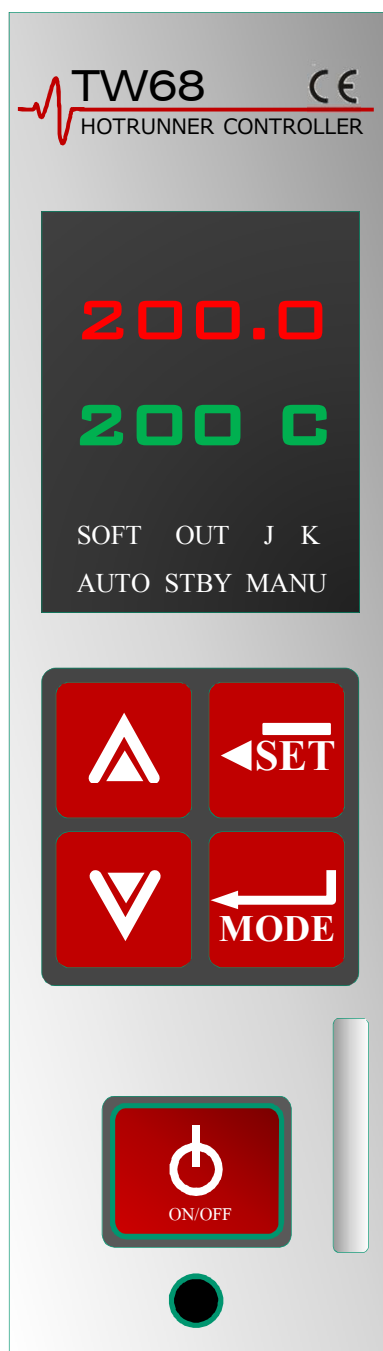 TW68 CE
HOTRUNNER CONTROLLER
200.0
200 C
SOFT OUT J K
AUTO STBY MANU
SET
MODE
ON/OFF